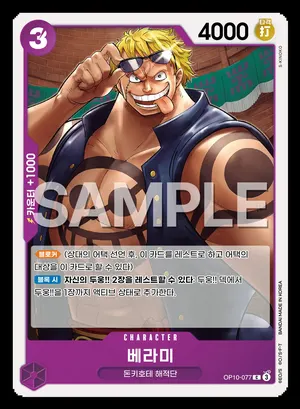 3
4000
타격
打
카운터 +1000
SAMPLE
블로커 (상대의 어택 선언 후, 이 카드를 레스트로 하고 어택의
대상을 이 카드로 할 수 있다)
블록 시 자신의 두웅!! 2장을 레스트할 수 있다: 두웅!! 덱에서
두웅!!을 1장까지 액티브 상태로 추가한다.
CHARACTER
베라미
돈키호테 해적단
OP10-077